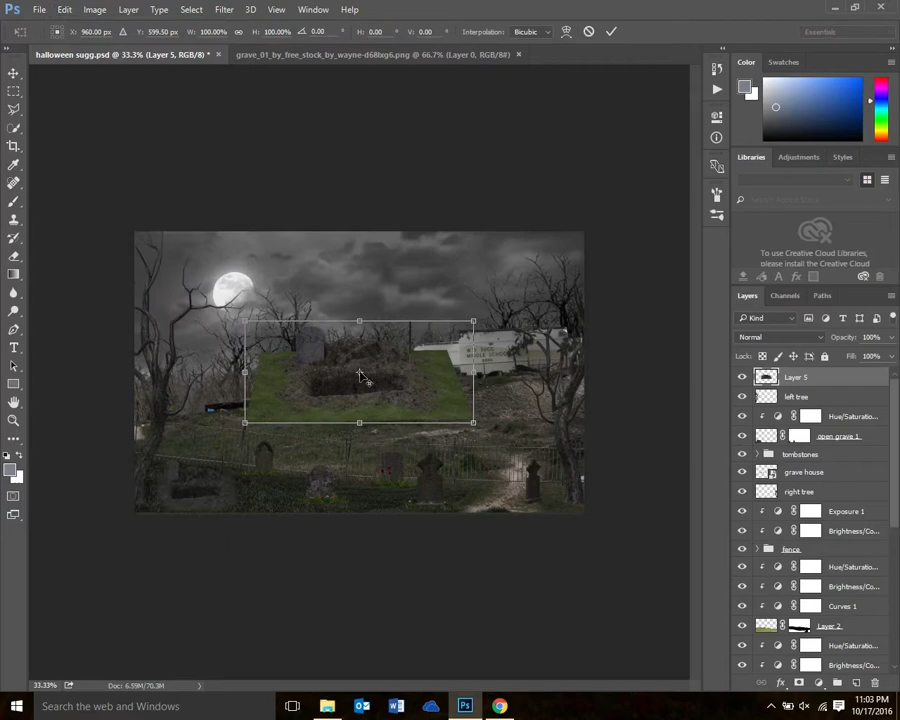 Ps File Edit Image Layer Type Select Filter 3D View Window Help
X: 960.00 px Y: 599.50 px W: 100.00% H: 100.00% 0.00 ° H: 0.00 ° V: 0.00 ° Interpolation: Bicubic Essentials
halloween sugg.psd @ 33.3% (Layer 5, RGB/8) * × grave_01_by_free_stock_by_wayne-d68lxg6.png @ 66.7% (Layer 0, RGB/8#) ×
Color Swatches
Libraries Adjustments Styles
To use Creative Cloud Libraries,
please install the Creative Cloud
Layers Channels Paths
Kind
Normal Opacity: 100%
Lock: Fill: 100%
Layer 5
left tree
Hue/Saturatio...
open grave 1
tombstones
grave house
right tree
Exposure 1
Brightness/Co...
fence
Hue/Saturatio...
Brightness/Co...
Curves 1
Layer 2
Hue/Saturatio...
Brightness/Co...
33.33% Doc: 6.59M/70.3M
Search the web and Windows
11:03 PM
10/17/2016